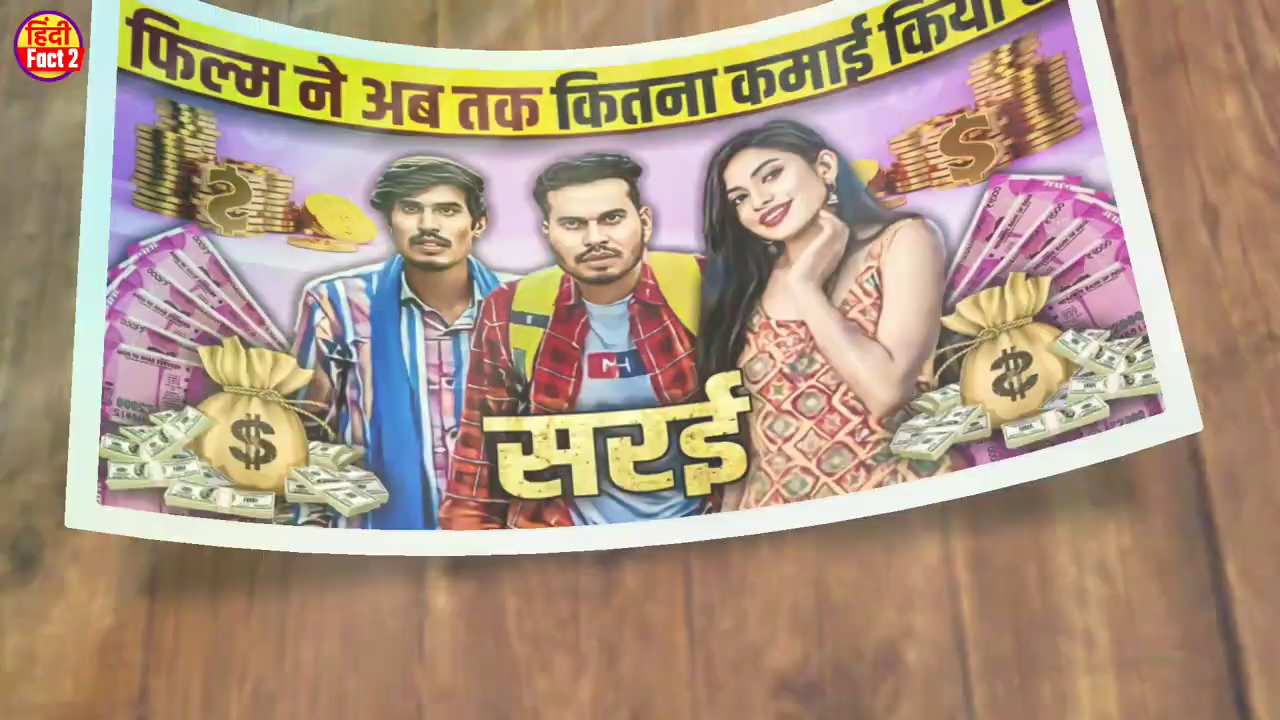 हिंदी
Fact 2
फिल्म ने अब तक कितना कमाई किया
सरई